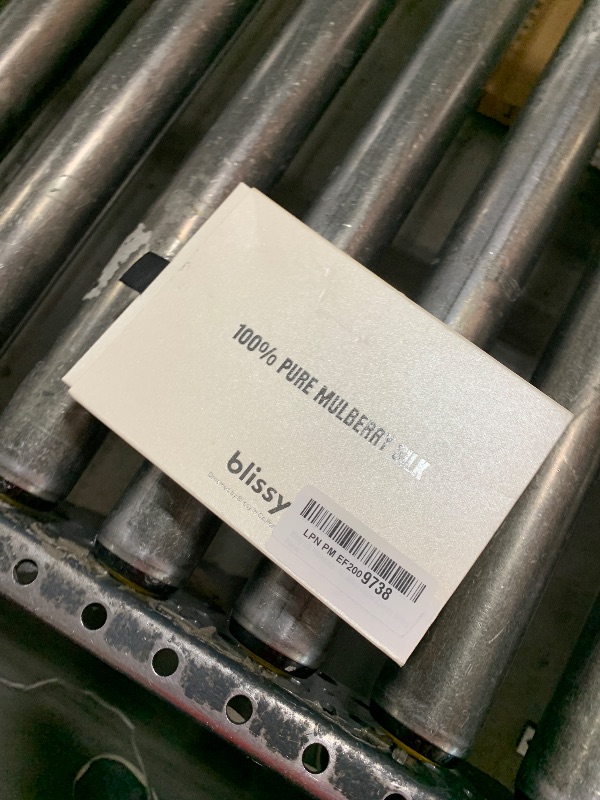 100% PURE MULBERRY SILK
blissy
LPN PM EF2009738